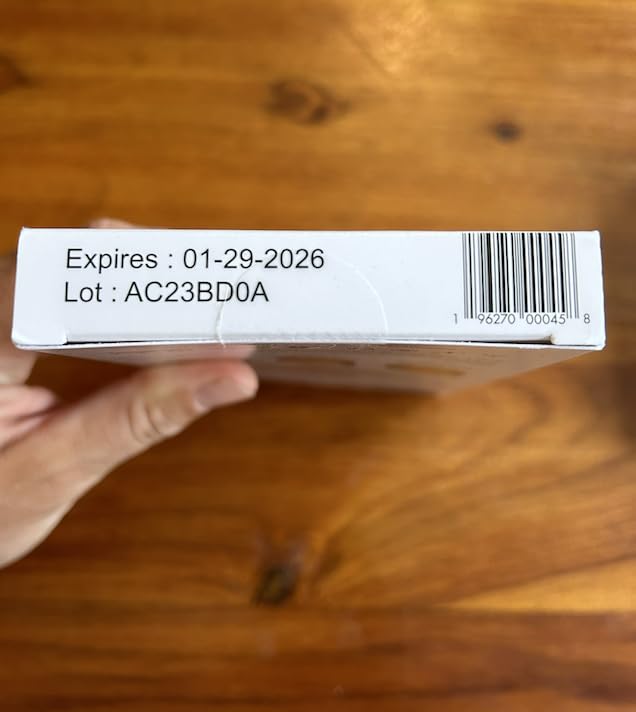 Expires : 01-29-2026
Lot : AC23BD0A
1 96270 00045 8